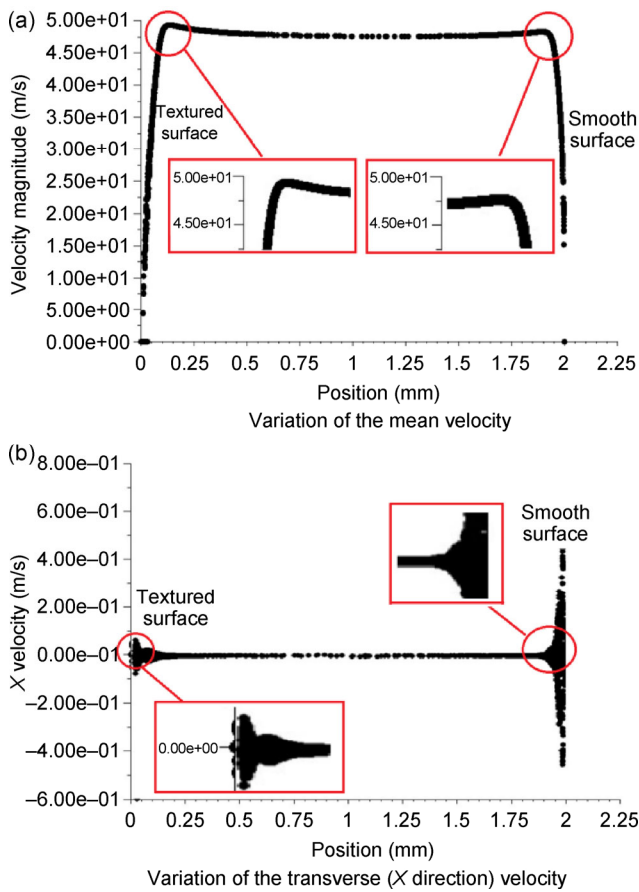 (a)
5.00e+01
5.00e+01
4.00e+01
3.50e+01
3.00e+01
2.50e+01
2.00e+01
1.50e+01
1.00e+01
5.00e+00
0.00e+01
Velocity magnitude (m/s)
Textured
surface
Smooth
surface
5.00e+01
4.50e+01
5.00e+01
4.50e+01
0
0.25
0.5
0.75
1
1.25
1.5
1.75
2
2.25
Position (mm)
Variation of the mean velocity
(b)
8.00e–01
6.00e–01
4.00e–01
2.00e–01
0.00e–01
–2.00e–01
–4.00e–01
–6.00e–01
X velocity (m/s)
Textured
surface
Smooth
surface
0.00e+00
0
0.25
0.5
0.75
1
1.25
1.5
1.75
2
2.25
Position (mm)
Variation of the transverse (X direction) velocity